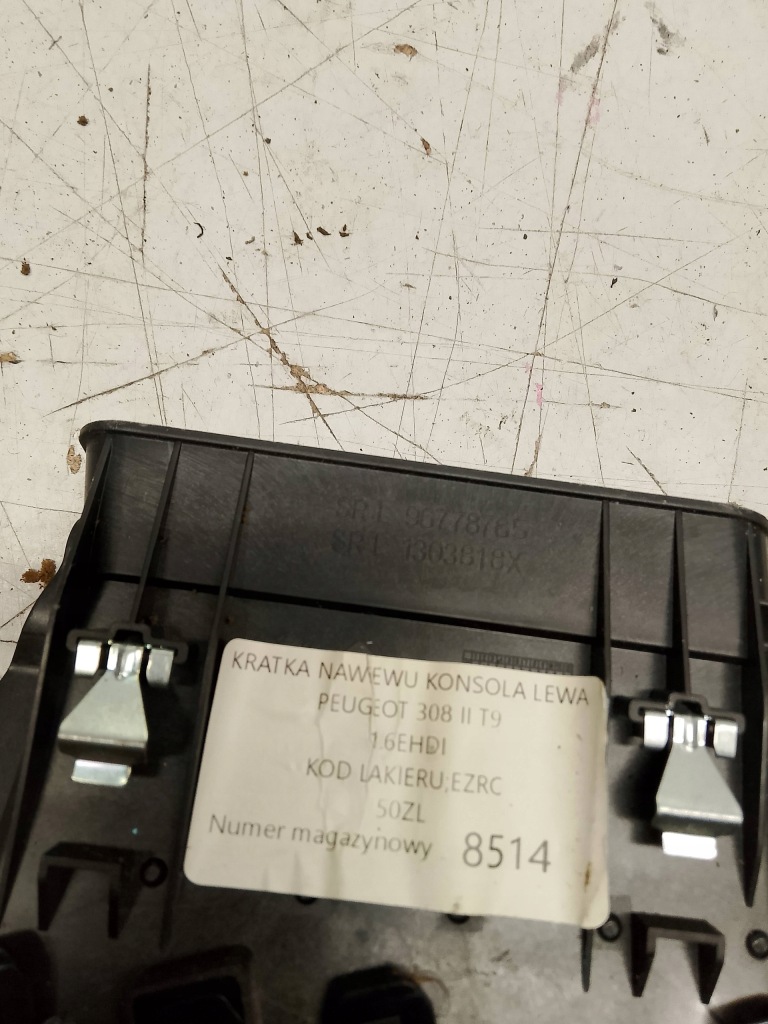 SRL 96778785
SRL 1303818X
KRATKA NAWEWU KONSOLA LEWA
PEUGEOT 308 II T9
1.6EHDI
KOD LAKIERU;EZRC
50ZL
Numer magazynowy 8514